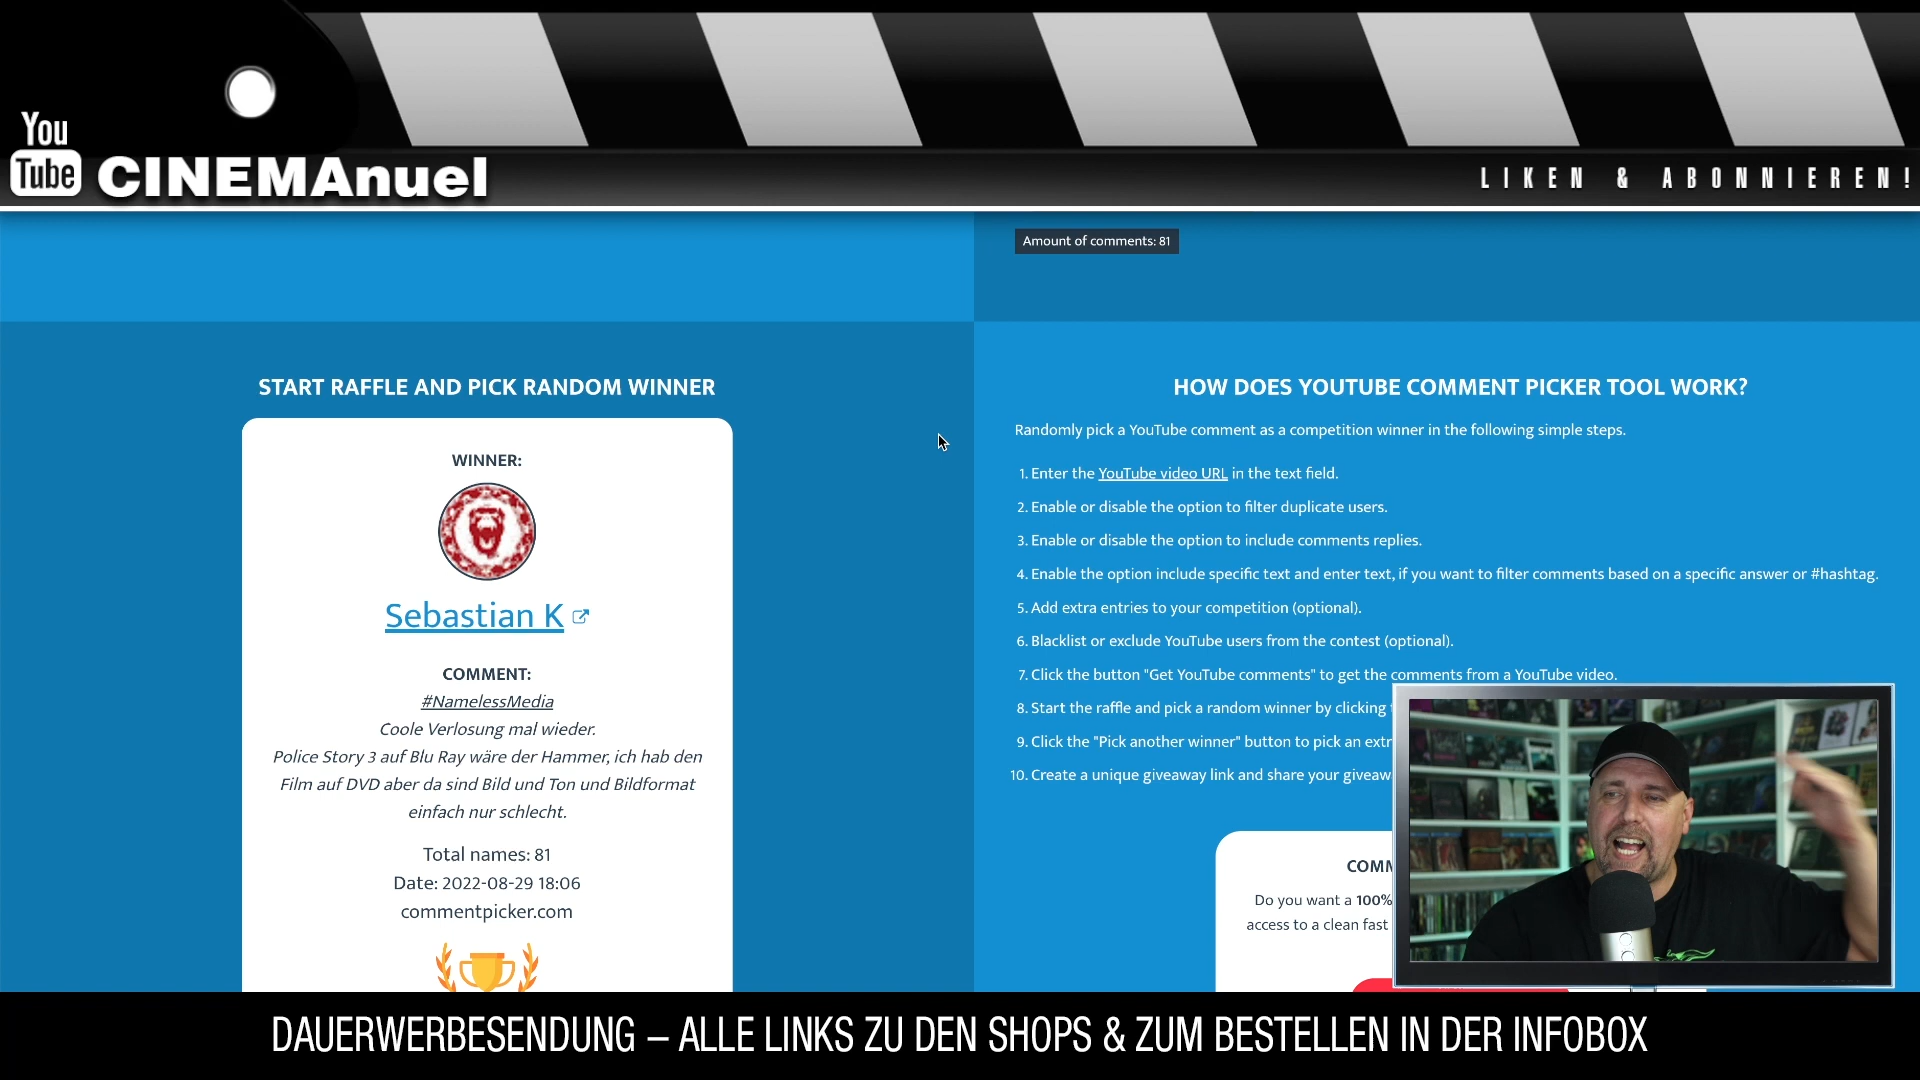 You
Tube CINEMAnuel
LIKEN & ABONNIEREN!
Amount of comments: 81
START RAFFLE AND PICK RANDOM WINNER
WINNER:
Sebastian K
COMMENT:
#NamelessMedia
Coole Verlosung mal wieder.
Police Story 3 auf Blu Ray wäre der Hammer, ich hab den
Film auf DVD aber da sind Bild und Ton und Bildformat
einfach nur schlecht.
Total names: 81
Date: 2022-08-29 18:06
commentpicker.com
HOW DOES YOUTUBE COMMENT PICKER TOOL WORK?
Randomly pick a YouTube comment as a competition winner in the following simple steps.
1. Enter the YouTube video URL in the text field.
2. Enable or disable the option to filter duplicate users.
3. Enable or disable the option to include comments replies.
4. Enable the option include specific text and enter text, if you want to filter comments based on a specific answer or #hashtag.
5. Add extra entries to your competition (optional).
6. Blacklist or exclude YouTube users from the contest (optional).
7. Click the button "Get YouTube comments" to get the comments from a YouTube video.
8. Start the raffle and pick a random winner by clicking
9. Click the "Pick another winner" button to pick an extr
10. Create a unique giveaway link and share your giveaw
COMM
Do you want a 100%
access to a clean fast
DAUERWERBESENDUNG – ALLE LINKS ZU DEN SHOPS & ZUM BESTELLEN IN DER INFOBOX